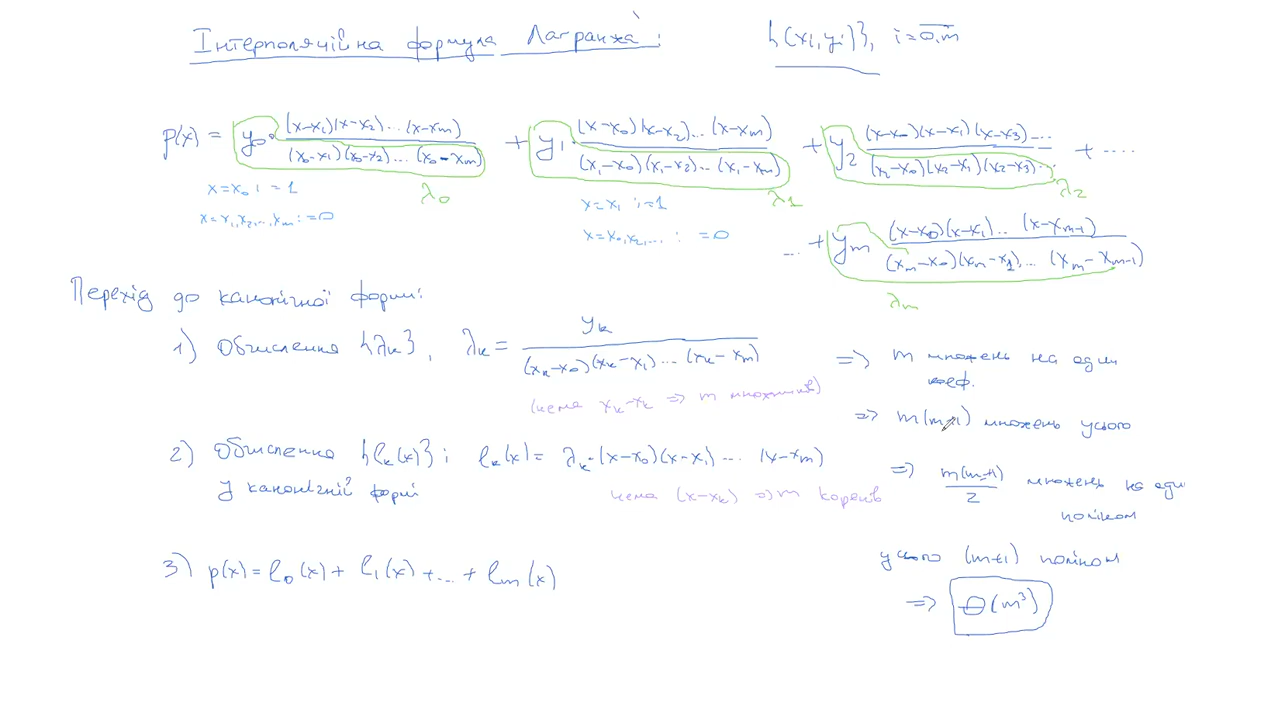 Інтерполяційна формула Лагранжа: {(xi, yi)}, i = 0,m
p(x) = y0 · (x-x1)(x-x2)...(x-xm) / (x0-x1)(x0-x2)...(x0-xm) + y1 · (x-x0)(x-x2)...(x-xm) / (x1-x0)(x1-x2)...(x1-xm) + y2 (x-x0)(x-x1)(x-x3)... / (x2-x0)(x2-x1)(x2-x3)... + ....
λ0 λ1 λ2
x=x0 : =1
x=x1,x2,...,xm : =0
x=x1 : =1
x=x0,x2,... : =0
... + ym (x-x0)(x-x1)...(x-xm-1) / (xm-x0)(xm-x1)...(xm-xm-1)
λm
Перехід до канонічної форми:
1) Обчислення {λk}, λk = yk / (xk-x0)(xk-x1)...(xk-xm) => m множень на один
коеф.
(нема xk-xk => m множників)
=> m(m+1) множень усього
2) Обчислення {lk(x)} : lk(x) = λk·(x-x0)(x-x1)...(x-xm)
у канонічній формі
нема (x-xk) => m коренів
=> m(m+1)/2 множень на один
поліном
усього (m+1) поліном
=> Θ(m³)
3) p(x) = l0(x) + l1(x) + ... + lm(x)